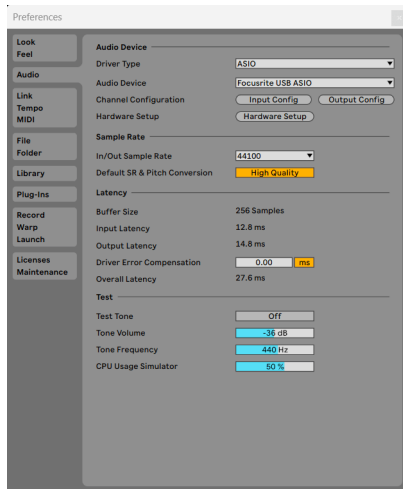 Preferences
Look
Feel
Audio
Link
Tempo
MIDI
File
Folder
Library
Plug-Ins
Record
Warp
Launch
Licenses
Maintenance
Audio Device
Driver Type ASIO
Audio Device Focusrite USB ASIO
Channel Configuration Input Config Output Config
Hardware Setup Hardware Setup
Sample Rate
In/Out Sample Rate 44100
Default SR & Pitch Conversion High Quality
Latency
Buffer Size 256 Samples
Input Latency 12.8 ms
Output Latency 14.8 ms
Driver Error Compensation 0.00 ms
Overall Latency 27.6 ms
Test
Test Tone Off
Tone Volume -36 dB
Tone Frequency 440 Hz
CPU Usage Simulator 50 %